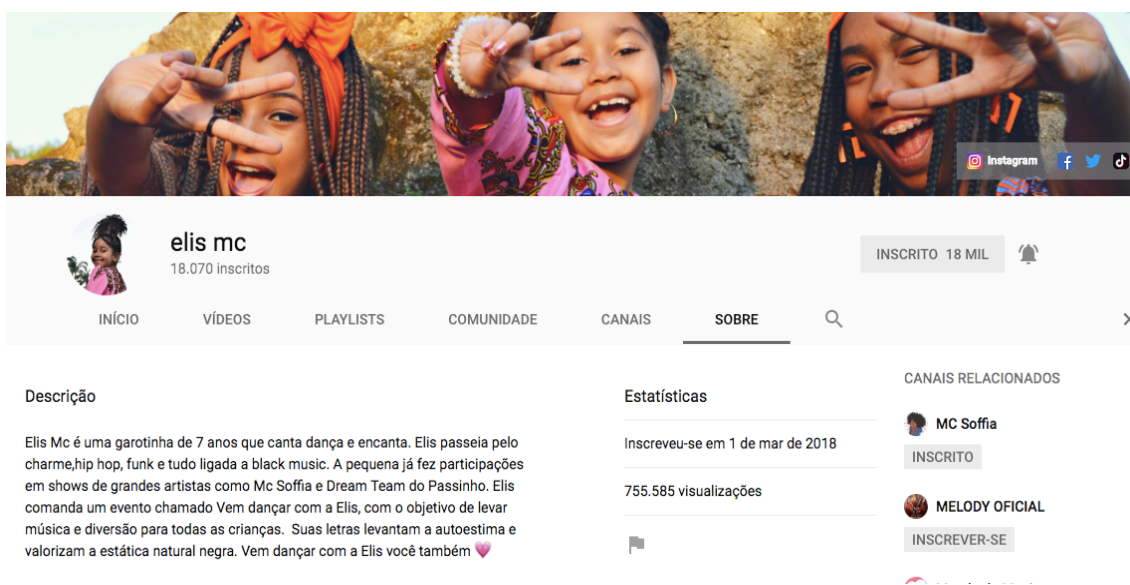 Instagram
elis mc
18.070 inscritos
INSCRITO 18 MIL
INÍCIO VÍDEOS PLAYLISTS COMUNIDADE CANAIS SOBRE
Descrição
Elis Mc é uma garotinha de 7 anos que canta dança e encanta. Elis passeia pelo
charme,hip hop, funk e tudo ligada a black music. A pequena já fez participações
em shows de grandes artistas como Mc Soffia e Dream Team do Passinho. Elis
comanda um evento chamado Vem dançar com a Elis, com o objetivo de levar
música e diversão para todas as crianças. Suas letras levantam a autoestima e
valorizam a estática natural negra. Vem dançar com a Elis você também 💗
Estatísticas
Inscreveu-se em 1 de mar de 2018
755.585 visualizações
CANAIS RELACIONADOS
MC Soffia
INSCRITO
MELODY OFICIAL
INSCREVER-SE